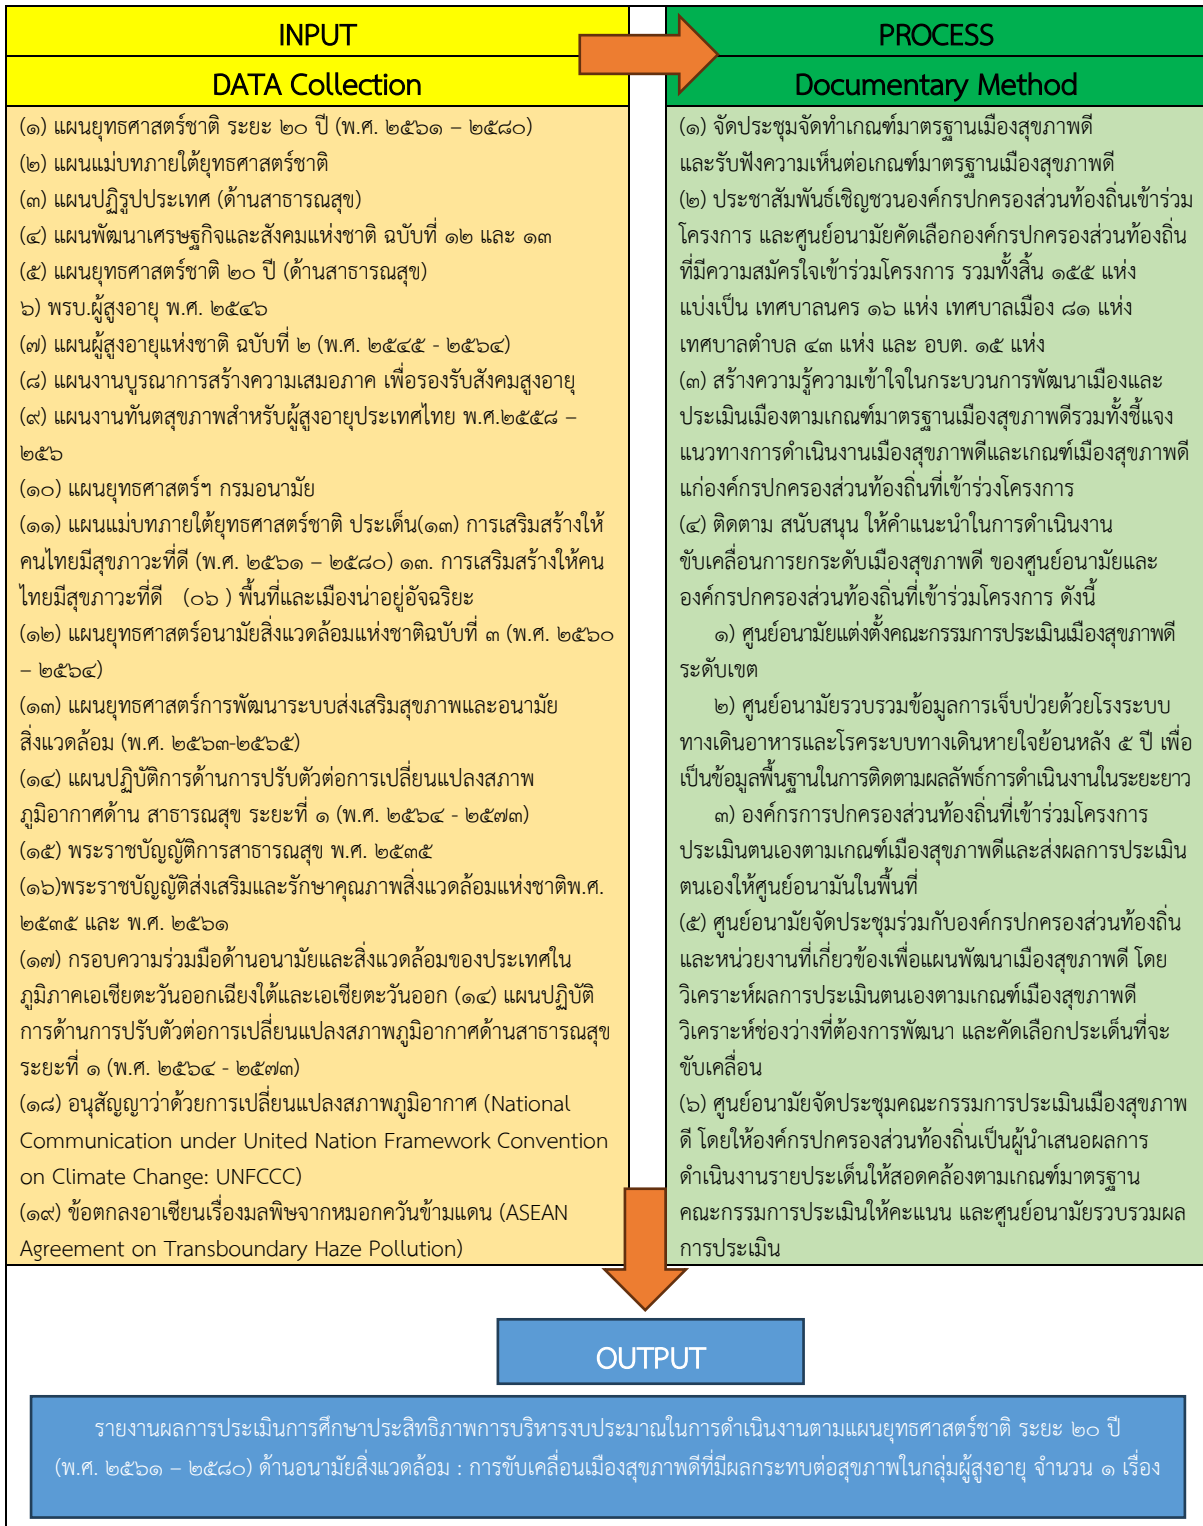 INPUT
DATA Collection
(๑) แผนยุทธศาสตร์ชาติ ระยะ ๒๐ ปี (พ.ศ. ๒๕๖๑ – ๒๕๘๐)
(๒) แผนแม่บทภายใต้ยุทธศาสตร์ชาติ
(๓) แผนปฏิรูปประเทศ (ด้านสาธารณสุข)
(๔) แผนพัฒนาเศรษฐกิจและสังคมแห่งชาติ ฉบับที่ ๑๒ และ ๑๓
(๕) แผนยุทธศาสตร์ชาติ ๒๐ ปี (ด้านสาธารณสุข)
๖) พรบ.ผู้สูงอายุ พ.ศ. ๒๕๔๖
(๗) แผนผู้สูงอายุแห่งชาติ ฉบับที่ ๒ (พ.ศ. ๒๕๔๕ - ๒๕๖๔)
(๘) แผนงานบูรณาการสร้างความเสมอภาค เพื่อรองรับสังคมสูงอายุ
(๙) แผนงานทันตสุขภาพสำหรับผู้สูงอายุประเทศไทย พ.ศ.๒๕๕๘ –
๒๕๖
(๑๐) แผนยุทธศาสตร์ฯ กรมอนามัย
(๑๑) แผนแม่บทภายใต้ยุทธศาสตร์ชาติ ประเด็น(๑๓) การเสริมสร้างให้
คนไทยมีสุขภาวะที่ดี (พ.ศ. ๒๕๖๑ – ๒๕๘๐) ๑๓. การเสริมสร้างให้คน
ไทยมีสุขภาวะที่ดี (๐๖ ) พื้นที่และเมืองน่าอยู่อัจฉริยะ
(๑๒) แผนยุทธศาสตร์อนามัยสิ่งแวดล้อมแห่งชาติฉบับที่ ๓ (พ.ศ. ๒๕๖๐
– ๒๕๖๔)
(๑๓) แผนยุทธศาสตร์การพัฒนาระบบส่งเสริมสุขภาพและอนามัย
สิ่งแวดล้อม (พ.ศ. ๒๕๖๓-๒๕๖๕)
(๑๔) แผนปฏิบัติการด้านการปรับตัวต่อการเปลี่ยนแปลงสภาพ
ภูมิอากาศด้าน สาธารณสุข ระยะที่ ๑ (พ.ศ. ๒๕๖๔ - ๒๕๗๓)
(๑๕) พระราชบัญญัติการสาธารณสุข พ.ศ. ๒๕๓๕
(๑๖)พระราชบัญญัติส่งเสริมและรักษาคุณภาพสิ่งแวดล้อมแห่งชาติพ.ศ.
๒๕๓๕ และ พ.ศ. ๒๕๖๑
(๑๗) กรอบความร่วมมือด้านอนามัยและสิ่งแวดล้อมของประเทศใน
ภูมิภาคเอเชียตะวันออกเฉียงใต้และเอเชียตะวันออก (๑๔) แผนปฏิบัติ
การด้านการปรับตัวต่อการเปลี่ยนแปลงสภาพภูมิอากาศด้านสาธารณสุข
ระยะที่ ๑ (พ.ศ. ๒๕๖๔ - ๒๕๗๓)
(๑๘) อนุสัญญาว่าด้วยการเปลี่ยนแปลงสภาพภูมิอากาศ (National
Communication under United Nation Framework Convention
on Climate Change: UNFCCC)
(๑๙) ข้อตกลงอาเซียนเรื่องมลพิษจากหมอกควันข้ามแดน (ASEAN
Agreement on Transboundary Haze Pollution)
PROCESS
Documentary Method
(๑) จัดประชุมจัดทำเกณฑ์มาตรฐานเมืองสุขภาพดี
และรับฟังความเห็นต่อเกณฑ์มาตรฐานเมืองสุขภาพดี
(๒) ประชาสัมพันธ์เชิญชวนองค์กรปกครองส่วนท้องถิ่นเข้าร่วม
โครงการ และศูนย์อนามัยคัดเลือกองค์กรปกครองส่วนท้องถิ่น
ที่มีความสมัครใจเข้าร่วมโครงการ รวมทั้งสิ้น ๑๕๕ แห่ง
แบ่งเป็น เทศบาลนคร ๑๖ แห่ง เทศบาลเมือง ๘๑ แห่ง
เทศบาลตำบล ๔๓ แห่ง และ อบต. ๑๕ แห่ง
(๓) สร้างความรู้ความเข้าใจในกระบวนการพัฒนาเมืองและ
ประเมินเมืองตามเกณฑ์มาตรฐานเมืองสุขภาพดีรวมทั้งชี้แจง
แนวทางการดำเนินงานเมืองสุขภาพดีและเกณฑ์เมืองสุขภาพดี
แก่องค์กรปกครองส่วนท้องถิ่นที่เข้าร่วงโครงการ
(๔) ติดตาม สนับสนุน ให้คำแนะนำในการดำเนินงาน
ขับเคลื่อนการยกระดับเมืองสุขภาพดี ของศูนย์อนามัยและ
องค์กรปกครองส่วนท้องถิ่นที่เข้าร่วมโครงการ ดังนี้
๑) ศูนย์อนามัยแต่งตั้งคณะกรรมการประเมินเมืองสุขภาพดี
ระดับเขต
๒) ศูนย์อนามัยรวบรวมข้อมูลการเจ็บป่วยด้วยโรงระบบ
ทางเดินอาหารและโรคระบบทางเดินหายใจย้อนหลัง ๕ ปี เพื่อ
เป็นข้อมูลพื้นฐานในการติดตามผลลัพธ์การดำเนินงานในระยะยาว
๓) องค์กรการปกครองส่วนท้องถิ่นที่เข้าร่วมโครงการ
ประเมินตนเองตามเกณฑ์เมืองสุขภาพดีและส่งผลการประเมิน
ตนเองให้ศูนย์อนามันในพื้นที่
(๕) ศูนย์อนามัยจัดประชุมร่วมกับองค์กรปกครองส่วนท้องถิ่น
และหน่วยงานที่เกี่ยวข้องเพื่อแผนพัฒนาเมืองสุขภาพดี โดย
วิเคราะห์ผลการประเมินตนเองตามเกณฑ์เมืองสุขภาพดี
วิเคราะห์ช่องว่างที่ต้องการพัฒนา และคัดเลือกประเด็นที่จะ
ขับเคลื่อน
(๖) ศูนย์อนามัยจัดประชุมคณะกรรมการประเมินเมืองสุขภาพ
ดี โดยให้องค์กรปกครองส่วนท้องถิ่นเป็นผู้นำเสนอผลการ
ดำเนินงานรายประเด็นให้สอดคล้องตามเกณฑ์มาตรฐาน
คณะกรรมการประเมินให้คะแนน และศูนย์อนามัยรวบรวมผล
การประเมิน
OUTPUT
รายงานผลการประเมินการศึกษาประสิทธิภาพการบริหารงบประมาณในการดำเนินงานตามแผนยุทธศาสตร์ชาติ ระยะ ๒๐ ปี
(พ.ศ. ๒๕๖๑ – ๒๕๘๐) ด้านอนามัยสิ่งแวดล้อม : การขับเคลื่อนเมืองสุขภาพดีที่มีผลกระทบต่อสุขภาพในกลุ่มผู้สูงอายุ จำนวน ๑ เรื่อง